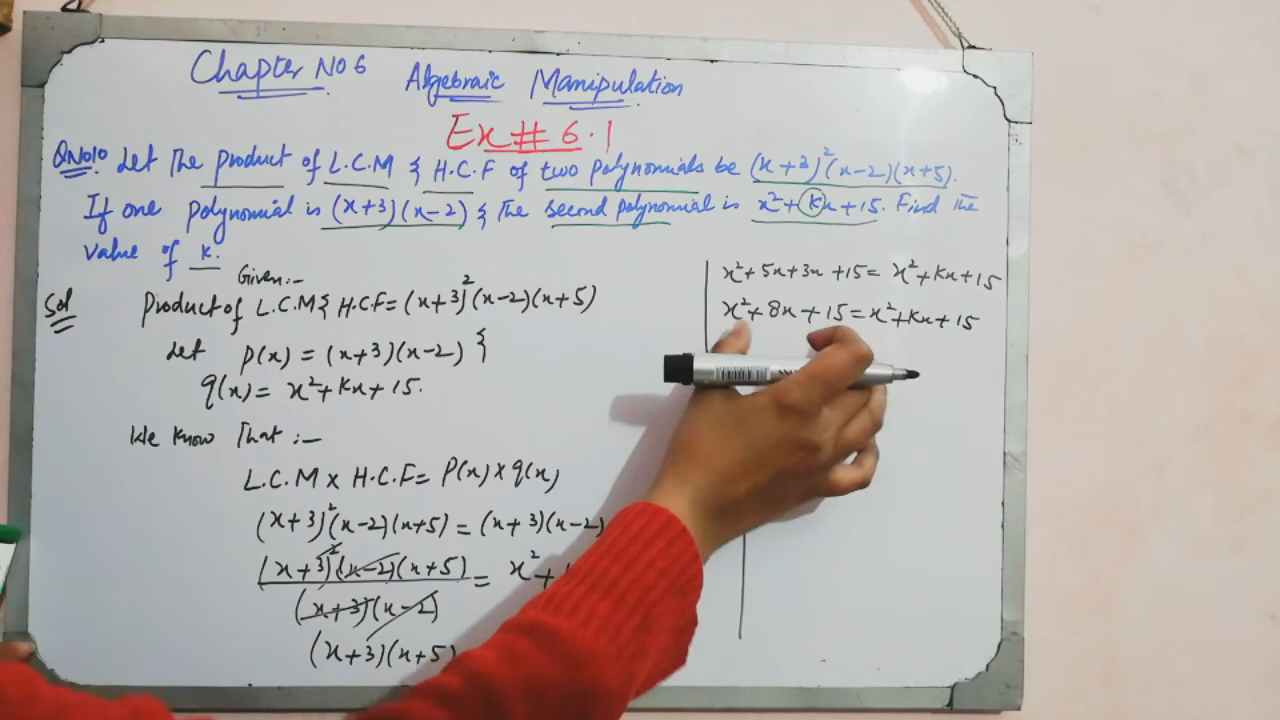 Chapter No 6 Algebraic Manipulation
Ex # 6.1
QNo10 Let The product of L.C.M & H.C.F of two polynomials be (x+3)²(x-2)(x+5).
If one polynomial is (x+3)(x-2) & The second polynomial is x²+kx+15. Find the
value of k.
Given:-
Sol Product of L.C.M & H.C.F = (x+3)²(x-2)(x+5)
Let p(x) = (x+3)(x-2) &
q(x) = x²+kx+15.
We Know That :-
L.C.M x H.C.F = P(x) x q(x)
(x+3)²(x-2)(x+5) = (x+3)(x-2)
(x+3)²(x-2)(x+5) = x²+
(x+3)(x-2)
(x+3)(x+5)
x²+5x+3x+15 = x²+kx+15
x²+8x+15 = x²+kx+15